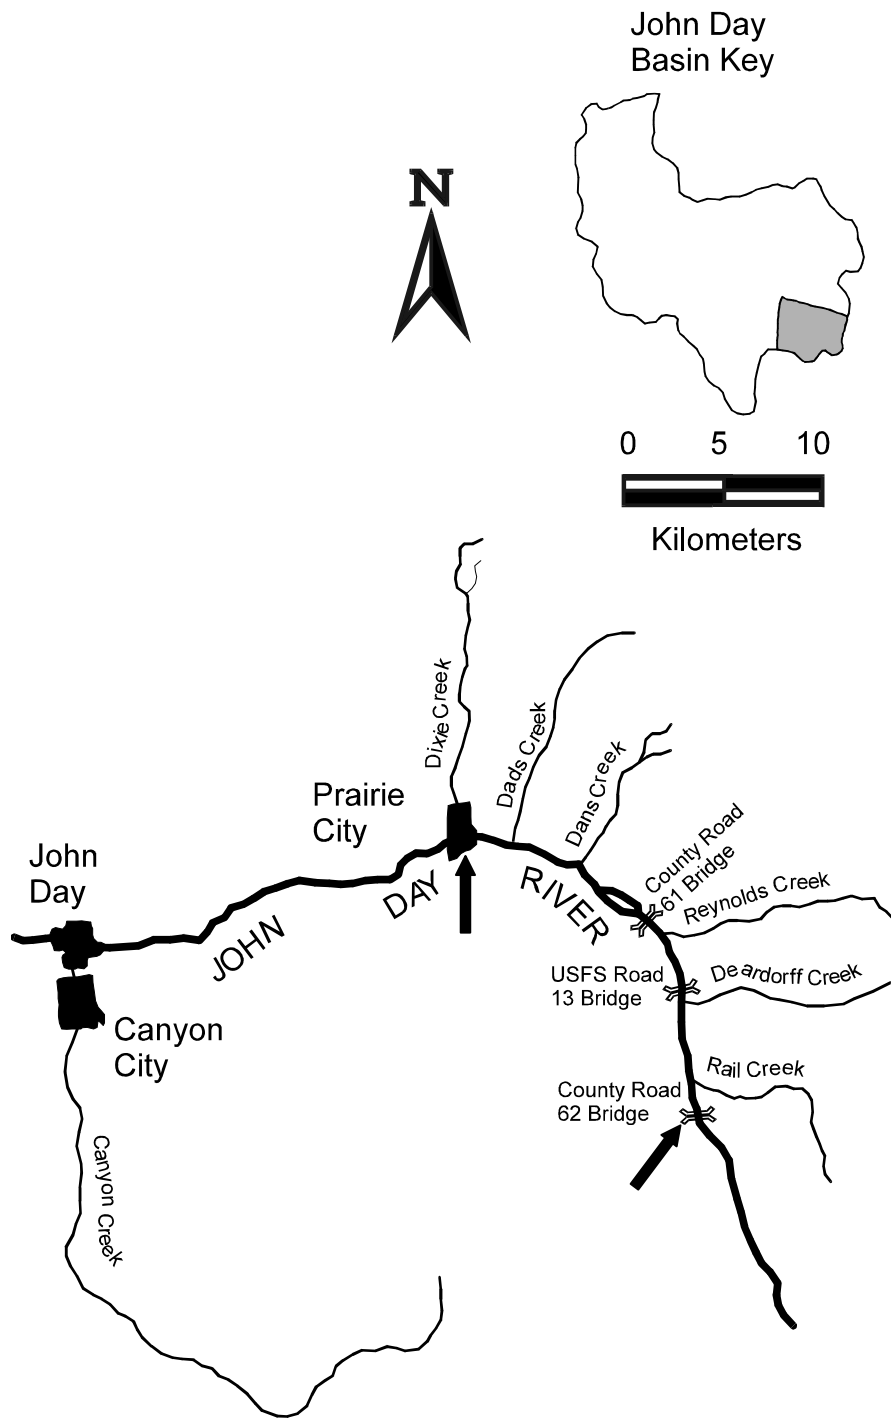 John Day
Basin Key
N
0 5 10
Kilometers
Dixie Creek
Dads Creek
Dans Creek
Prairie
City
County Road
61 Bridge
John
Day
JOHN DAY RIVER
Reynolds Creek
USFS Road
13 Bridge
Deardorff Creek
Canyon
City
Rail Creek
County Road
62 Bridge
Canyon Creek